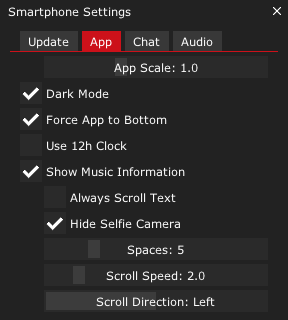 Smartphone Settings
Update App Chat Audio
App Scale: 1.0
Dark Mode
Force App to Bottom
Use 12h Clock
Show Music Information
Always Scroll Text
Hide Selfie Camera
Spaces: 5
Scroll Speed: 2.0
Scroll Direction: Left